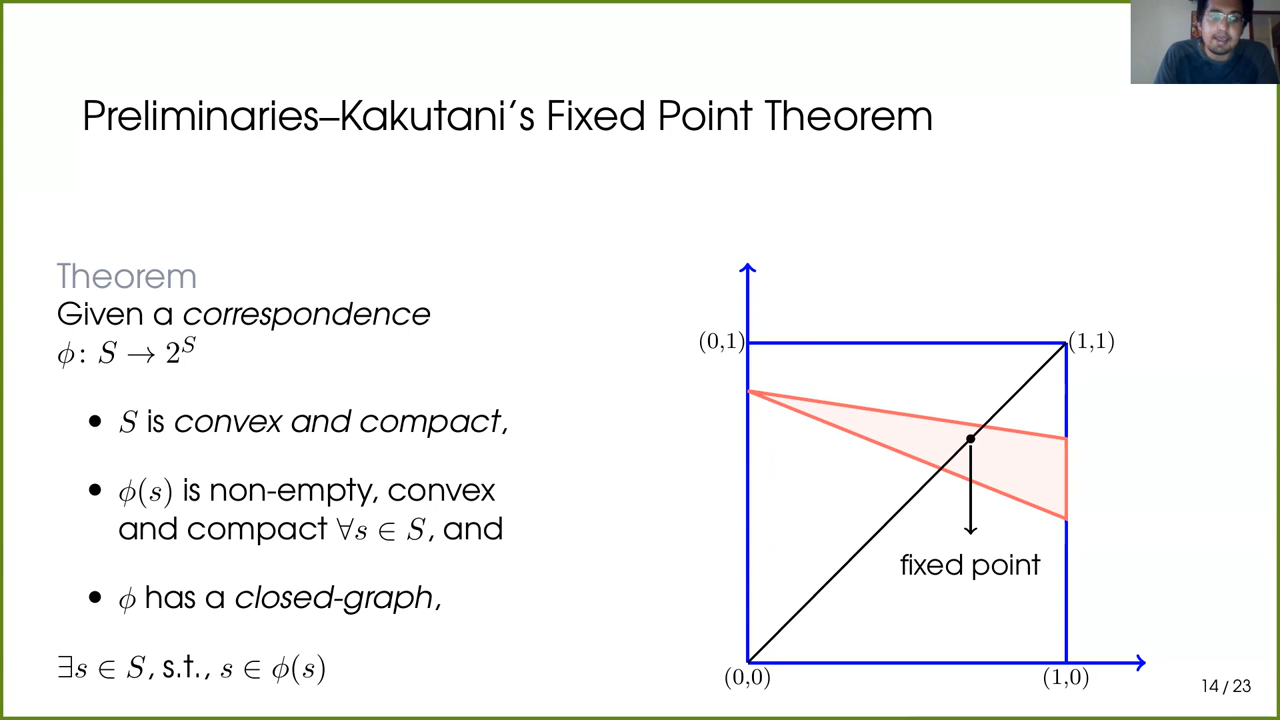 Preliminaries–Kakutani’s Fixed Point Theorem
Theorem
Given a correspondence
ϕ: S → 2^S
• S is convex and compact,
• ϕ(s) is non-empty, convex
and compact ∀s ∈ S, and
• ϕ has a closed-graph,
∃s ∈ S, s.t., s ∈ ϕ(s)
(0,1)
(1,1)
fixed point
(0,0)
(1,0)
14 / 23